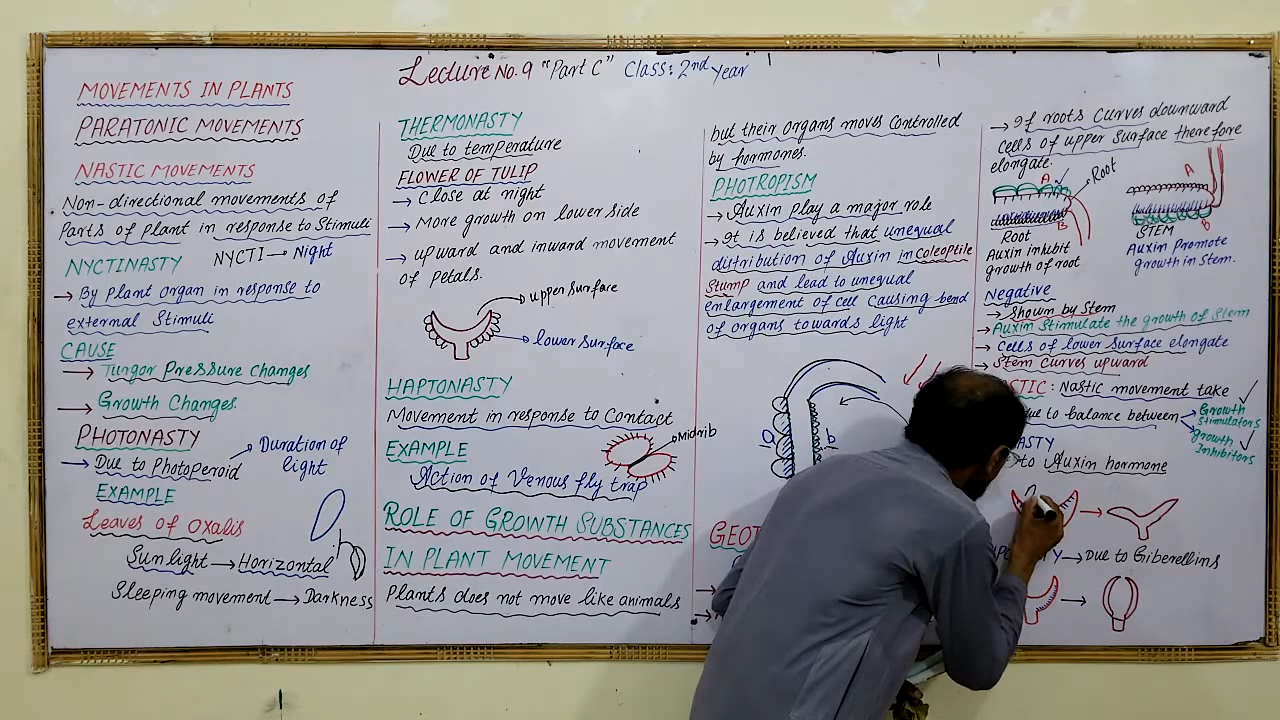 Lecture No. 9 "Part C" Class: 2nd Year
MOVEMENTS IN PLANTS
PARATONIC MOVEMENTS
NASTIC MOVEMENTS
Non-directional movements of
Parts of plant in response to Stimuli
NYCTINASTY NYCTI → Night
→ By plant organ in response to
external Stimuli
CAUSE
→ Turgor Pressure Changes
→ Growth Changes.
PHOTONASTY
→ Due to Photoperoid → Duration of
light
EXAMPLE
Leaves of Oxalis
Sunlight → Horizontal
Sleeping movement → Darkness
THERMONASTY
Due to temperature
FLOWER OF TULIP
→ Close at night
→ More growth on lower side
→ upward and inward movement
of petals.
upper surface
lower surface
HAPTONASTY
Movement in response to Contact
EXAMPLE
Midrib
Action of Venous fly trap
ROLE OF GROWTH SUBSTANCES
IN PLANT MOVEMENT
Plants does not move like animals
but their organs moves controlled
by hormones.
PHOTROPISM
→ Auxin play a major role
→ It is believed that unequal
distribution of Auxin in coleoptile
Stump and lead to unequal
enlargement of cell causing bend
of organs towards light
a b
GEOT
→ If roots curves downward
cells of upper surface therefore
elongate.
A Root A
B B
Root STEM
Auxin inhibit
growth of root
Auxin Promote
growth in Stem.
Negative
→ Shown by Stem
→ Auxin Stimulate the growth of Stem
→ Cells of lower surface elongate
→ Stem curves upward
STIC: Nastic movement take
ue to balance between
Growth
Stimulators
growth
Inhibitors
ASTY
to Auxin hormone
Y → Due to Giberellins